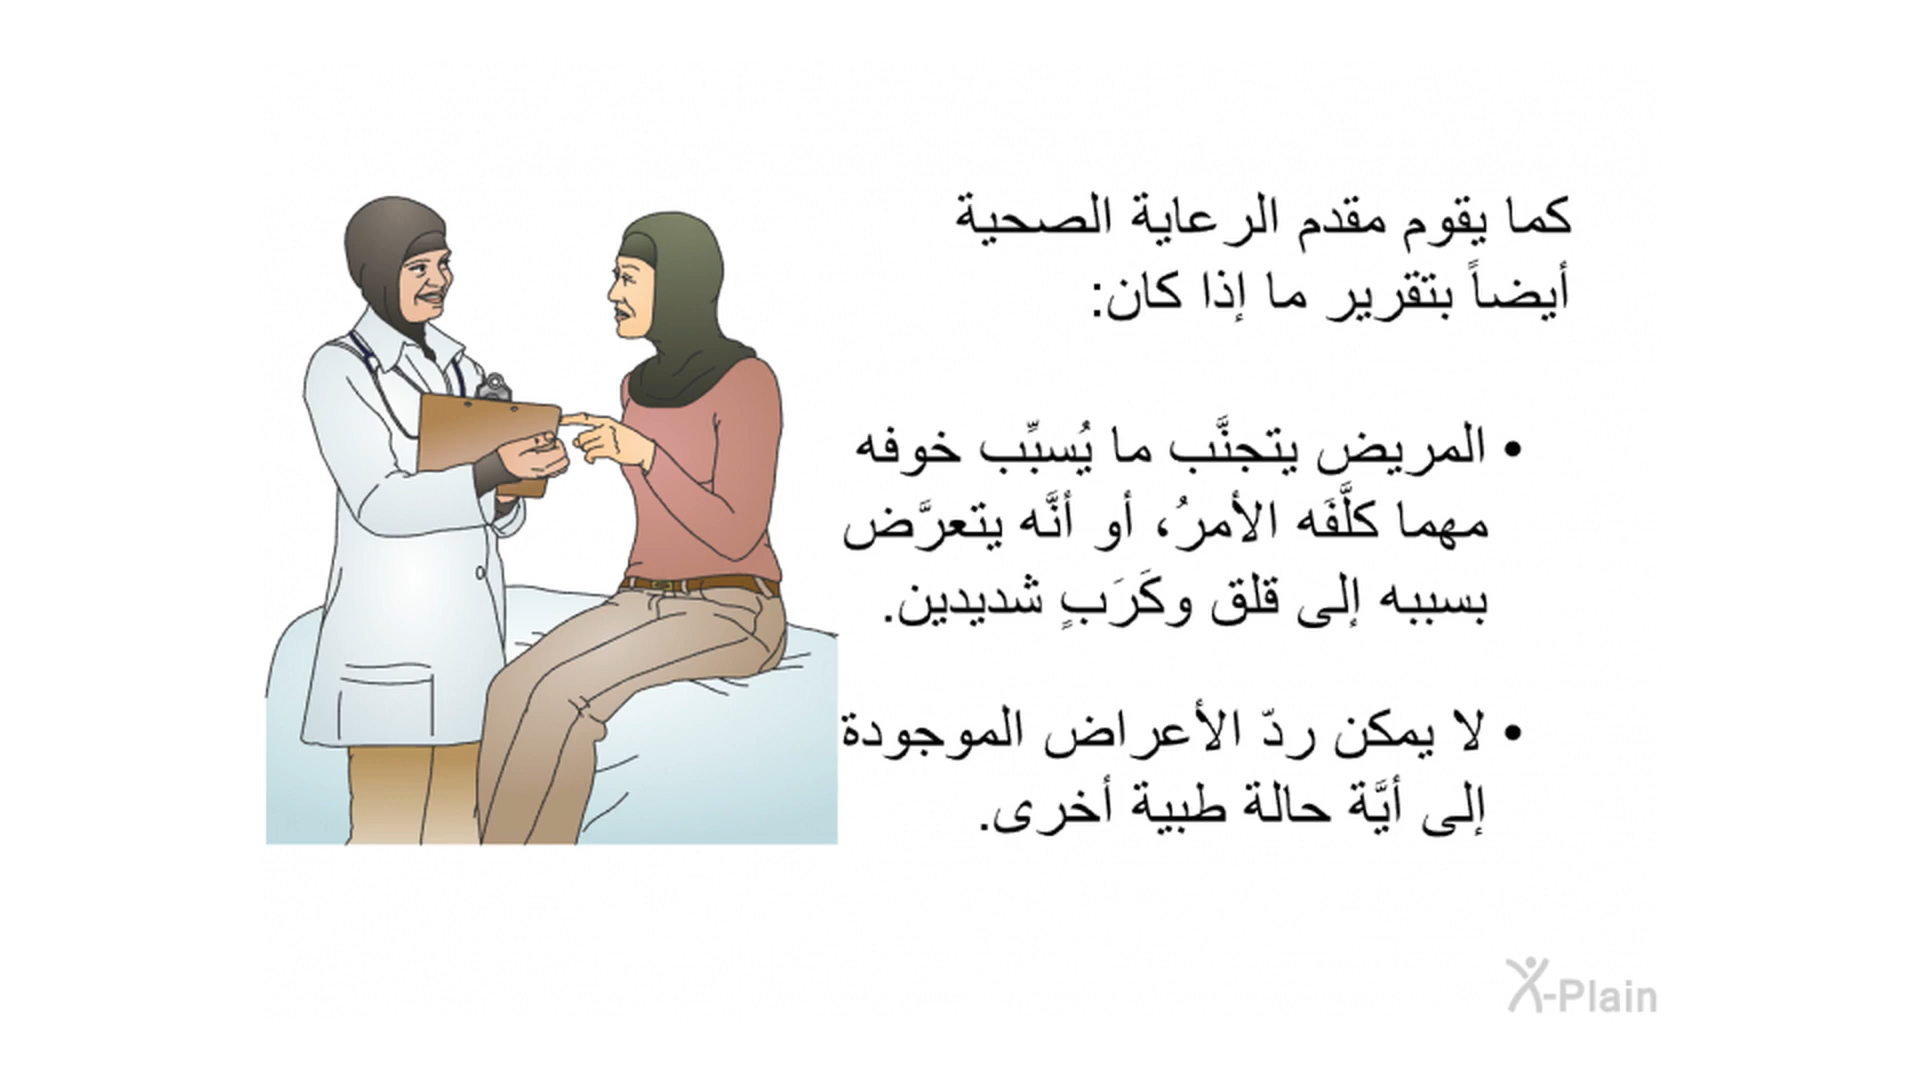 كما يقوم مقدم الرعاية الصحية
أيضاً بتقرير ما إذا كان:
• المريض يتجنَّب ما يُسبِّب خوفه
مهما كلَّفَه الأمرُ، أو أنَّه يتعرَّض
بسببه إلى قلق وكَرَبٍ شديدين.
• لا يمكن ردّ الأعراض الموجودة
إلى أيَّة حالة طبية أخرى.
X-Plain